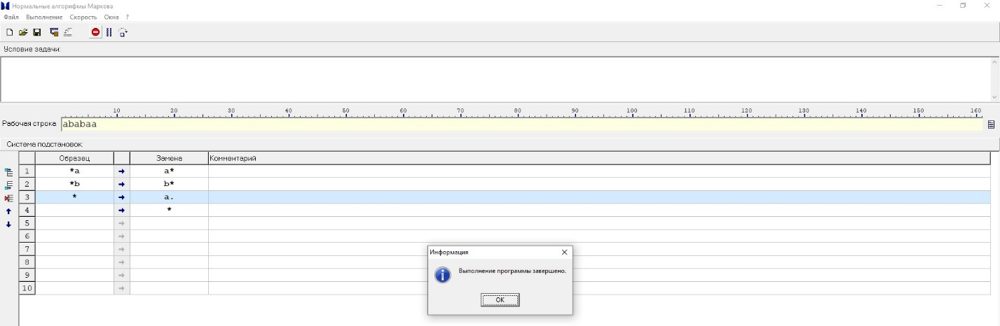 Нормальные алгорифмы Маркова
Файл Выполнение Скорость Окна ?
Условие задачи:
10 20 30 40 50 60 70 80 90 100 110 120 130 140 150 160
Рабочая строка ababaa
Система подстановок:
Образец Замена Комментарий
1 *a → a*
2 *b → b*
3 * → a.
4 → *
5 →
6 →
7 →
8 →
9 →
10 →
Информация
Выполнение программы завершено.
OK